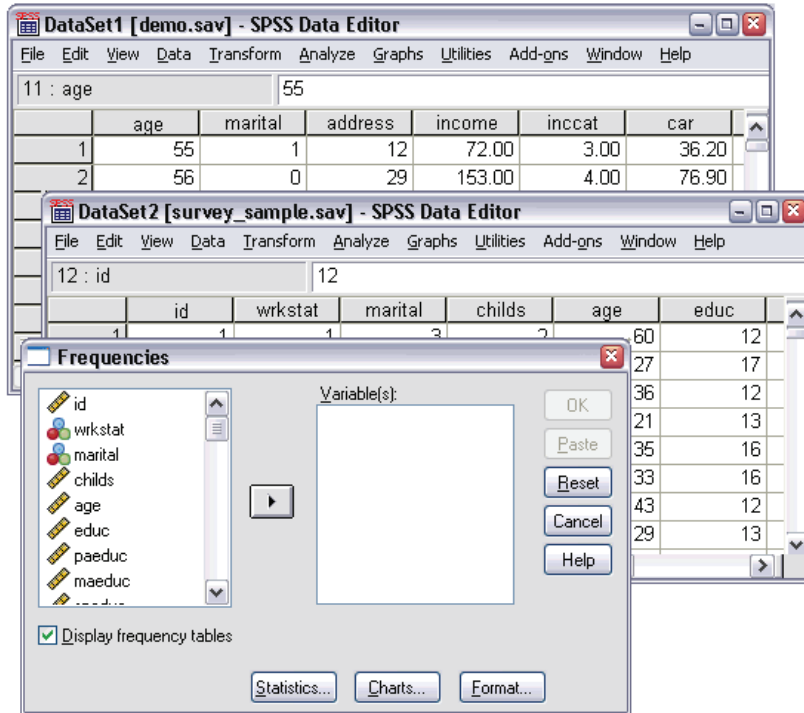 DataSet1 [demo.sav] - SPSS Data Editor
File Edit View Data Transform Analyze Graphs Utilities Add-ons Window Help
11 : age 55
age marital address income inccat car
1 55 1 12 72.00 3.00 36.20
2 56 0 29 153.00 4.00 76.90
DataSet2 [survey_sample.sav] - SPSS Data Editor
File Edit View Data Transform Analyze Graphs Utilities Add-ons Window Help
12 : id 12
id wrkstat marital childs age educ
1 1 1 3 2 60 12
27 17
36 12
21 13
35 16
33 16
43 12
29 13
Frequencies
id
wrkstat
marital
childs
age
educ
paeduc
maeduc
Variable(s):
OK
Paste
Reset
Cancel
Help
Display frequency tables
Statistics... Charts... Format...